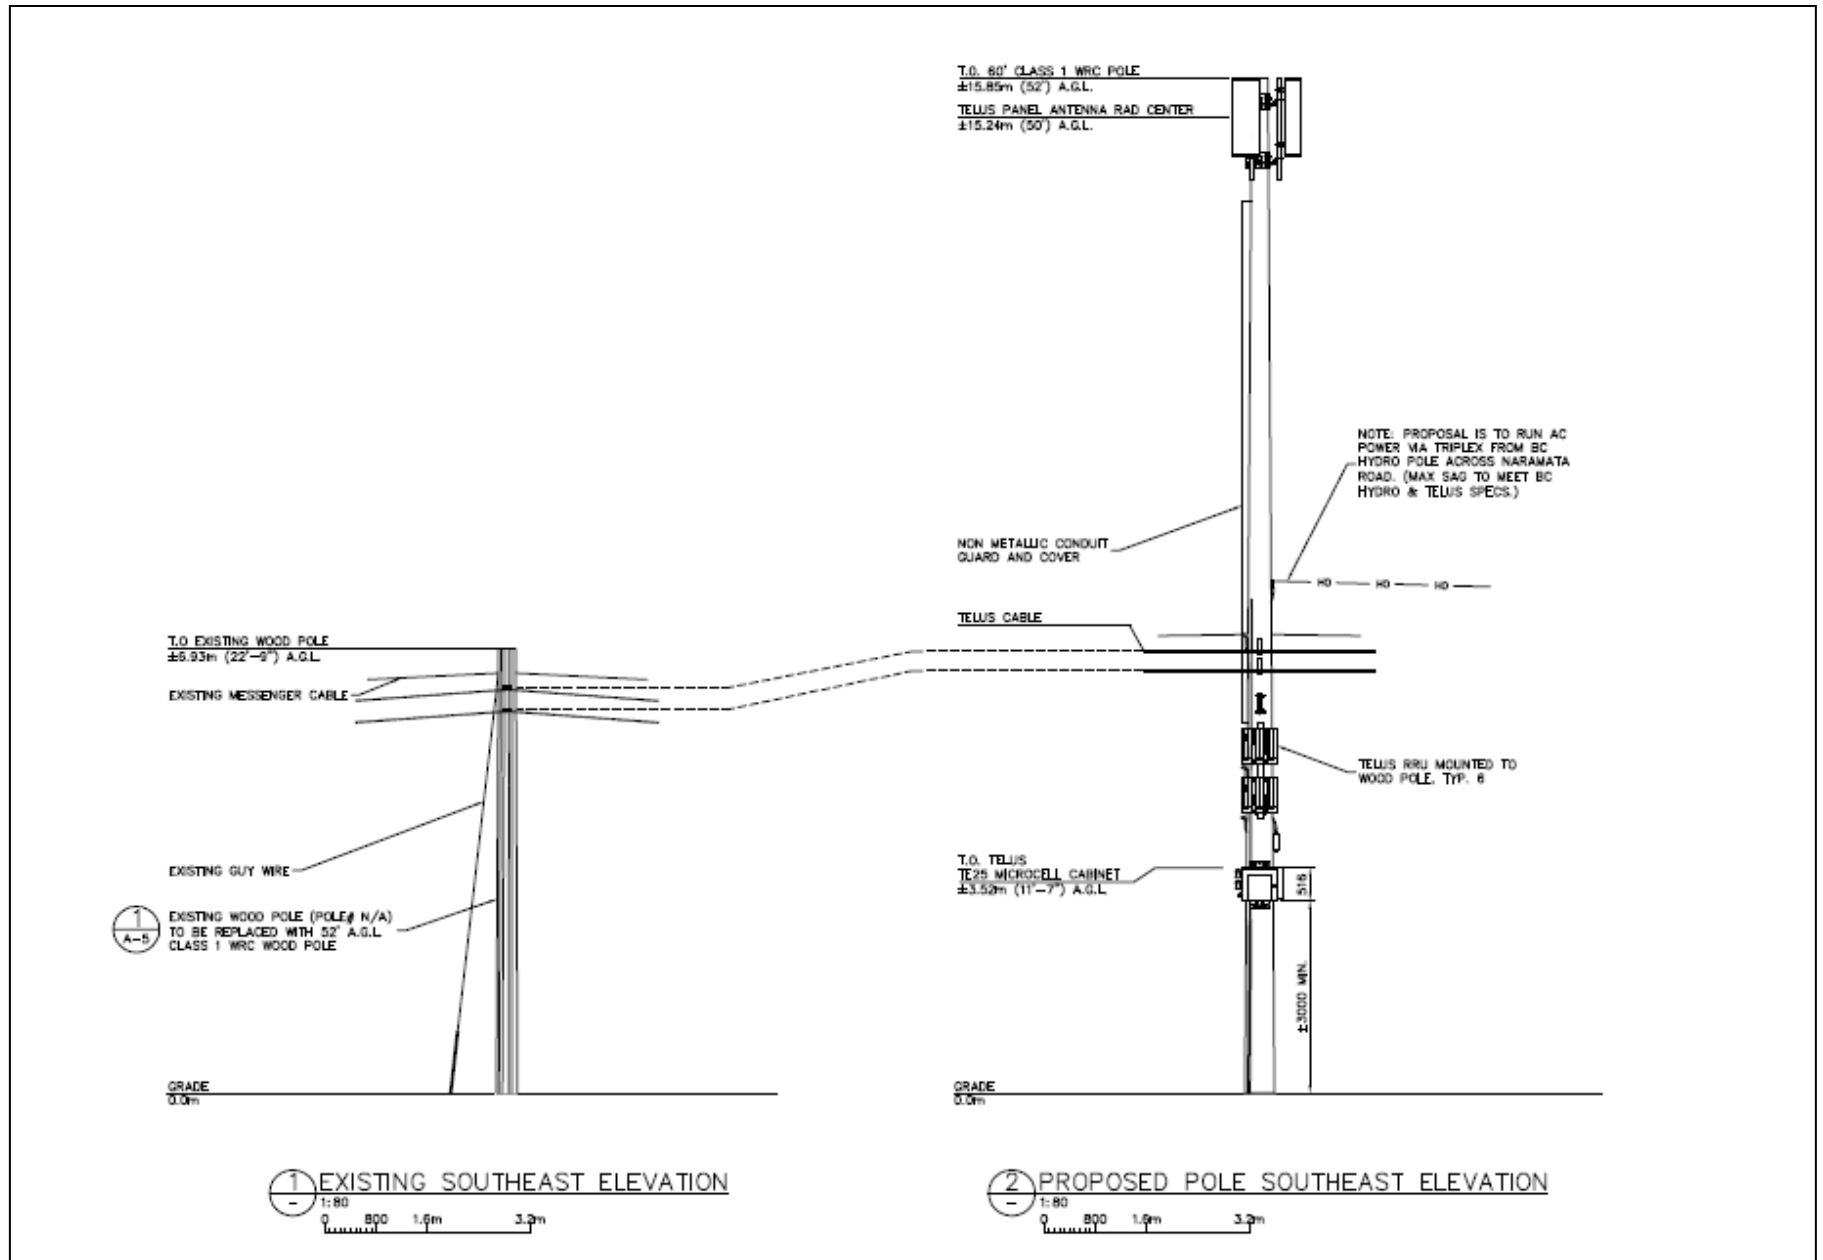 T.O. 60' CLASS 1 WRC POLE
±15.85m (52') A.G.L.
TELUS PANEL ANTENNA RAD CENTER
±15.24m (50') A.G.L.
NOTE: PROPOSAL IS TO RUN AC
POWER VIA TRIPLEX FROM BC
HYDRO POLE ACROSS NARAMATA
ROAD. (MAX SAG TO MEET BC
HYDRO & TELUS SPECS.)
NON METALLIC CONDUIT
GUARD AND COVER
HD HD HD
TELUS CABLE
T.O EXISTING WOOD POLE
±6.93m (22'-9") A.G.L.
EXISTING MESSENGER CABLE
TELUS RRU MOUNTED TO
WOOD POLE, TYP. 6
EXISTING GUY WIRE
T.O. TELUS
TE25 MICROCELL CABINET
±3.52m (11'-7") A.G.L.
516
1
A-5
EXISTING WOOD POLE (POLE# N/A)
TO BE REPLACED WITH 52' A.G.L.
CLASS 1 WRC WOOD POLE
±3000 MIN.
GRADE
0.0m
GRADE
0.0m
1
-
EXISTING SOUTHEAST ELEVATION
1:80
0 800 1.6m 3.2m
2
-
PROPOSED POLE SOUTHEAST ELEVATION
1:80
0 800 1.6m 3.2m